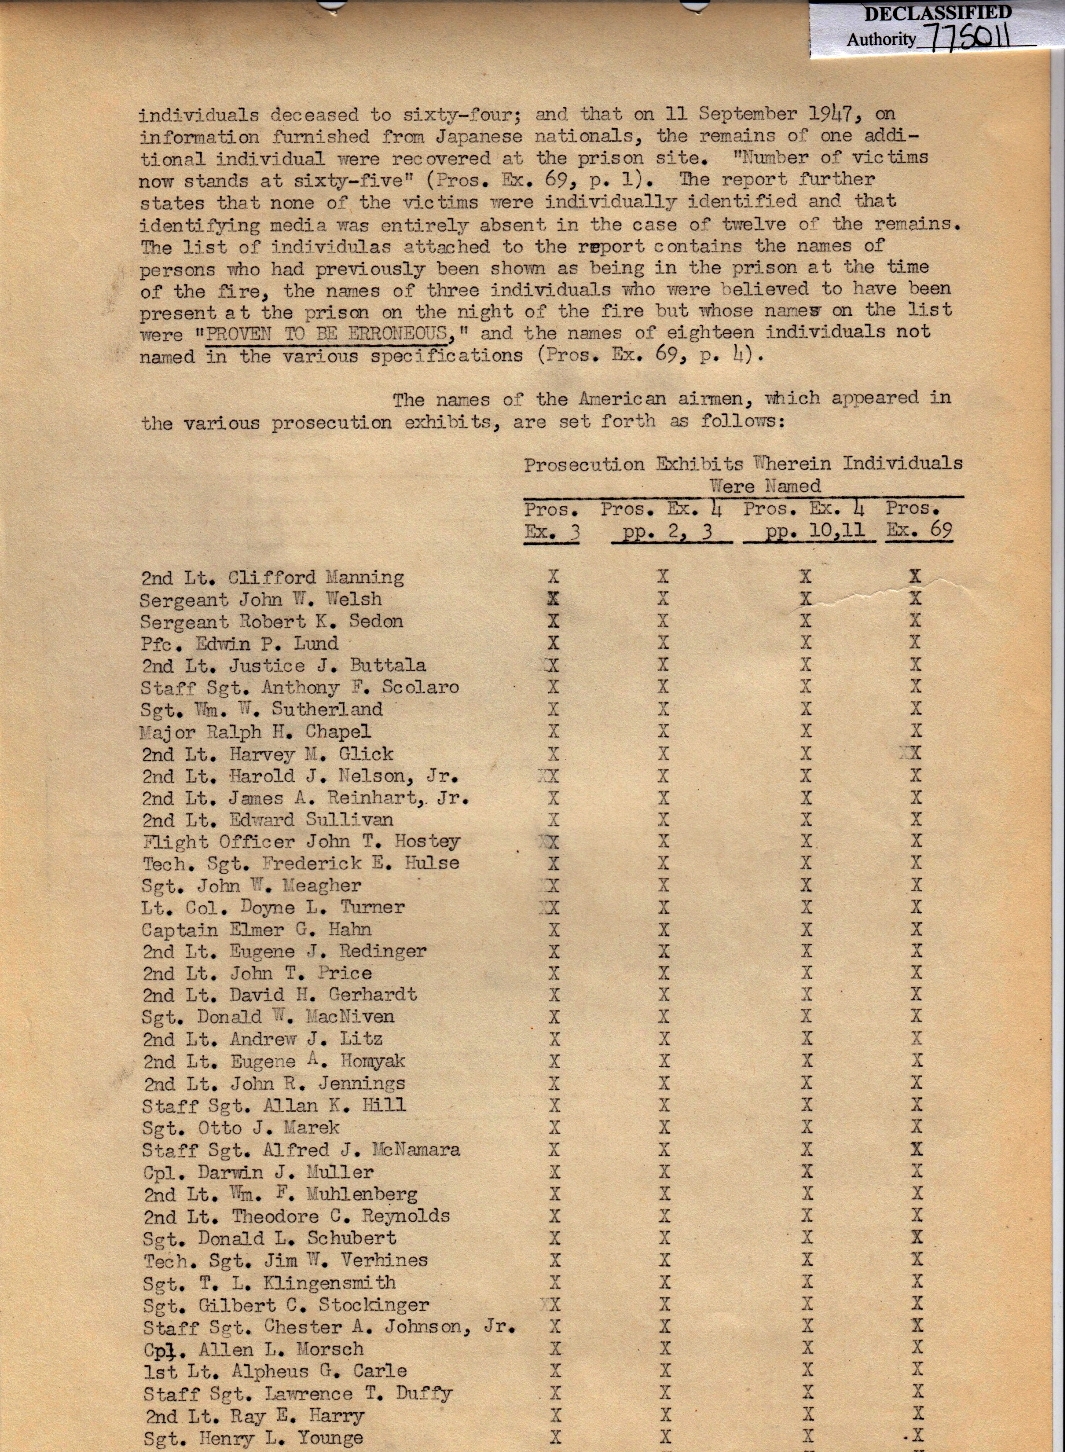 DECLASSIFIED
Authority 775011
individuals deceased to sixty-four; and that on 11 September 1947, on
information furnished from Japanese nationals, the remains of one addi-
tional individual were recovered at the prison site. "Number of victims
now stands at sixty-five" (Pros. Ex. 69, p. 1). The report further
states that none of the victims were individually identified and that
identifying media was entirely absent in the case of twelve of the remains.
The list of individulas attached to the report contains the names of
persons who had previously been shown as being in the prison at the time
of the fire, the names of three individuals who were believed to have been
present at the prison on the night of the fire but whose names on the list
were "PROVEN TO BE ERRONEOUS," and the names of eighteen individuals not
named in the various specifications (Pros. Ex. 69, p. 4).
The names of the American airmen, which appeared in
the various prosecution exhibits, are set forth as follows:
Prosecution Exhibits Wherein Individuals
Were Named
Pros. Pros. Ex. 4 Pros. Ex. 4 Pros.
Ex. 3 pp. 2, 3 pp. 10,11 Ex. 69
2nd Lt. Clifford Manning X X X X
Sergeant John W. Welsh X X X X
Sergeant Robert K. Sedon X X X X
Pfc. Edwin P. Lund X X X X
2nd Lt. Justice J. Buttala X X X X
Staff Sgt. Anthony F. Scolaro X X X X
Sgt. Wm. W. Sutherland X X X X
Major Ralph H. Chapel X X X X
2nd Lt. Harvey M. Glick X X X X
2nd Lt. Harold J. Nelson, Jr. X X X X
2nd Lt. James A. Reinhart, Jr. X X X X
2nd Lt. Edward Sullivan X X X X
Flight Officer John T. Hostey X X X X
Tech. Sgt. Frederick E. Hulse X X X X
Sgt. John W. Meagher X X X X
Lt. Col. Doyne L. Turner X X X X
Captain Elmer G. Hahn X X X X
2nd Lt. Eugene J. Redinger X X X X
2nd Lt. John T. Price X X X X
2nd Lt. David H. Gerhardt X X X X
Sgt. Donald W. MacNiven X X X X
2nd Lt. Andrew J. Litz X X X X
2nd Lt. Eugene A. Homyak X X X X
2nd Lt. John R. Jennings X X X X
Staff Sgt. Allan K. Hill X X X X
Sgt. Otto J. Marek X X X X
Staff Sgt. Alfred J. McNamara X X X X
Cpl. Darwin J. Muller X X X X
2nd Lt. Wm. F. Muhlenberg X X X X
2nd Lt. Theodore C. Reynolds X X X X
Sgt. Donald L. Schubert X X X X
Tech. Sgt. Jim W. Verhines X X X X
Sgt. T. L. Klingensmith X X X X
Sgt. Gilbert C. Stockinger X X X X
Staff Sgt. Chester A. Johnson, Jr. X X X X
Cpl. Allen L. Morsch X X X X
1st Lt. Alpheus G. Carle X X X X
Staff Sgt. Lawrence T. Duffy X X X X
2nd Lt. Ray E. Harry X X X X
Sgt. Henry L. Younge X X X X